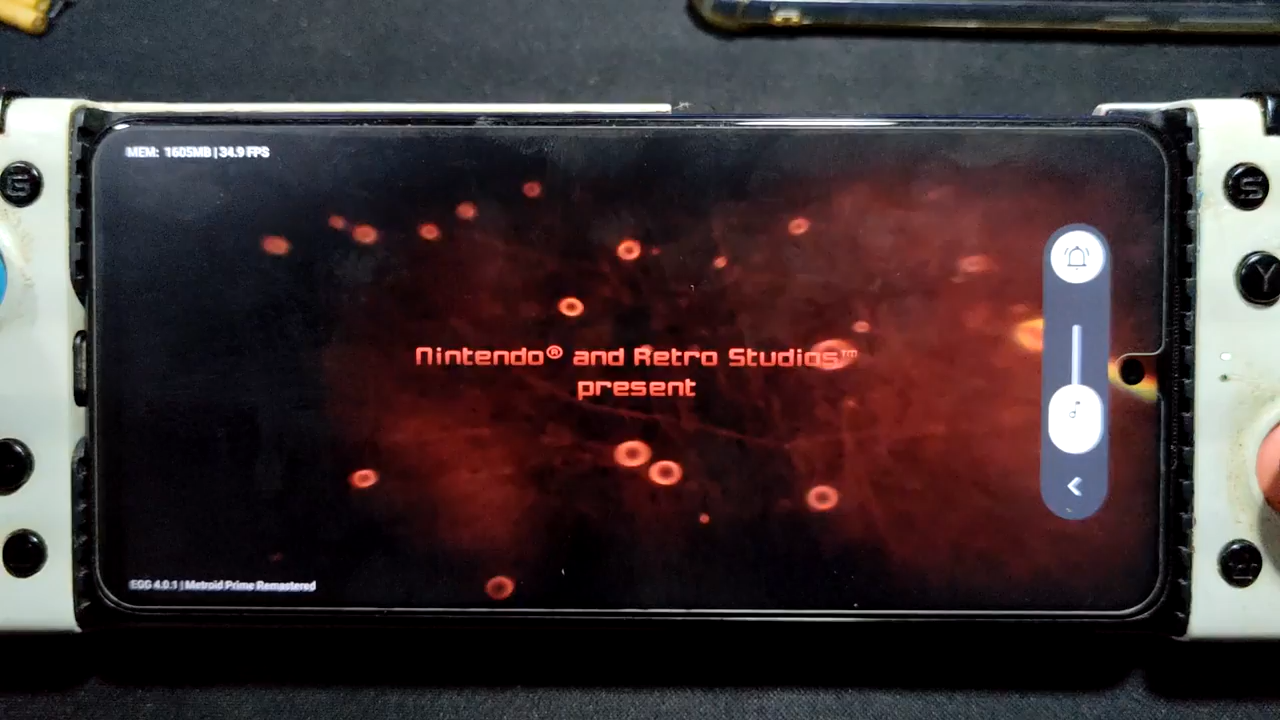 MEM: 1605MB | 34.9 FPS
G
S
Y
Nintendo® and Retro Studios™
present
EGG 4.0.1 | Metroid Prime Remastered